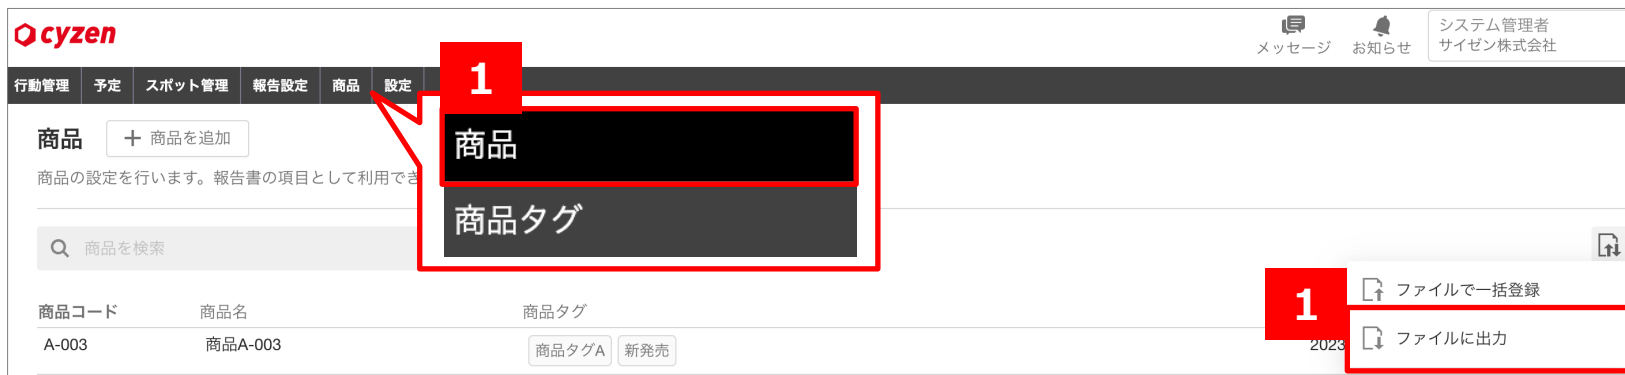 cyzen
メッセージ
お知らせ
システム管理者
サイゼン株式会社
行動管理 予定 スポット管理 報告設定 商品 設定
1
商品
商品タグ
商品 + 商品を追加
商品の設定を行います。報告書の項目として利用でき
商品を検索
1
ファイルで一括登録
ファイルに出力
商品コード 商品名 商品タグ
A-003 商品A-003 商品タグA 新発売 2023